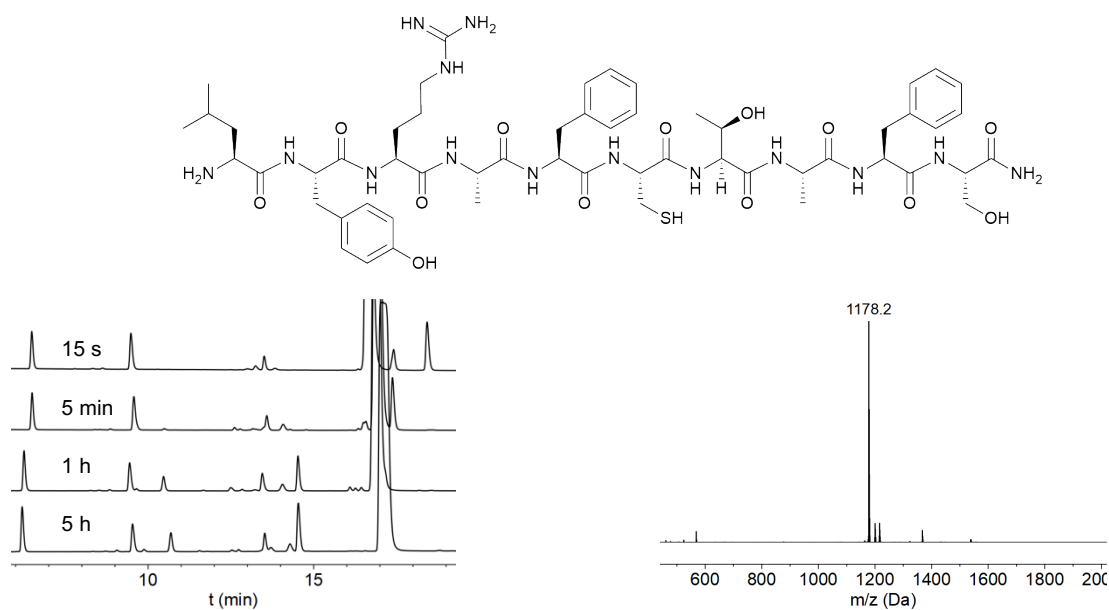 HN NH2
NH
OH
H O H O H O H O H O
N N N N N
H2N N N N N NH2
H H H H
O O O O O
SH OH
OH
15 s
5 min
1 h
5 h
10 15
t (min)
1178.2
600 800 1000 1200 1400 1600 1800
m/z (Da)